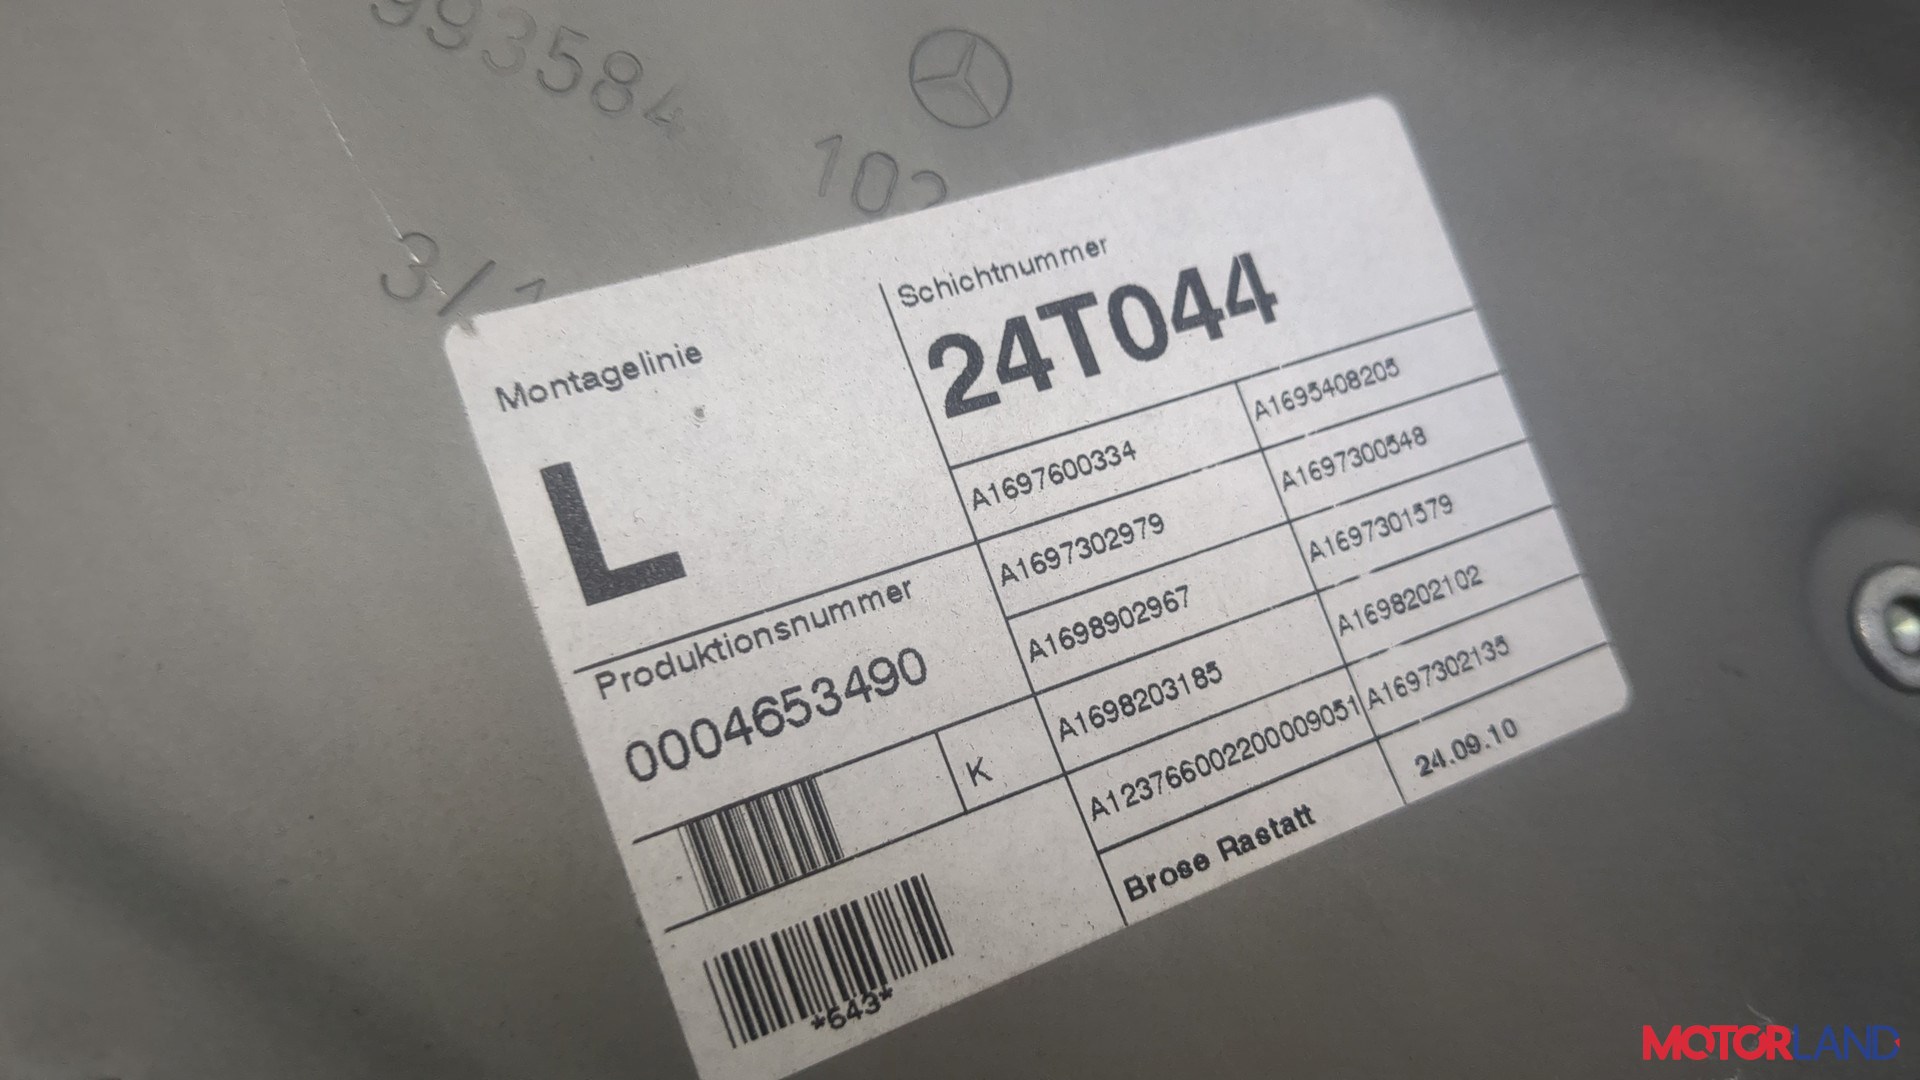 993584
102
3/1
Montagelinie
L
Schichtnummer
24T044
A1697600334
A1695408205
A1697302979
A1697300548
A1698902967
A1697301579
A1698203185
A1698202102
A1237660022000009051
A1697302135
Produktionsnummer
0004653490
K
Brose Rastatt
24.09.10
*643*
MOTORLAND